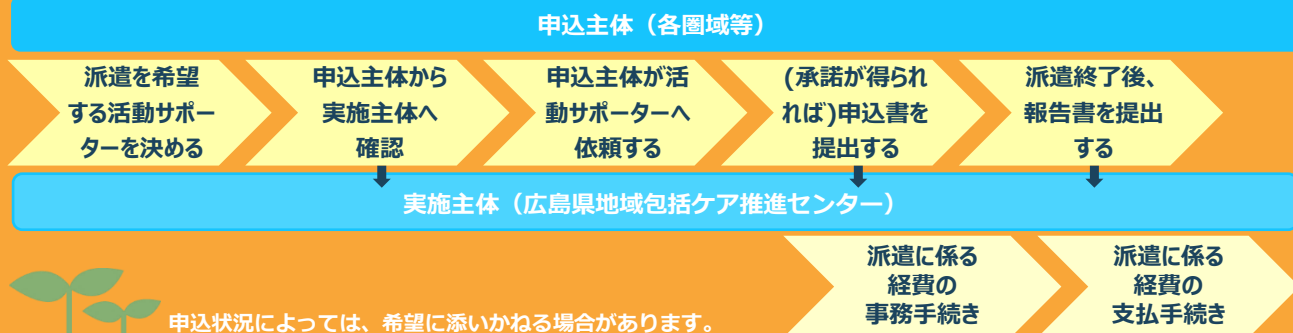 申込主体（各圏域等）
派遣を希望
する活動サポー
ターを決める
申込主体から
実施主体へ
確認
申込主体が活
動サポーターへ
依頼する
(承諾が得られ
れば)申込書を
提出する
派遣終了後、
報告書を提出
する
実施主体（広島県地域包括ケア推進センター）
派遣に係る
経費の
事務手続き
派遣に係る
経費の
支払手続き
申込状況によっては、希望に添いかねる場合があります。